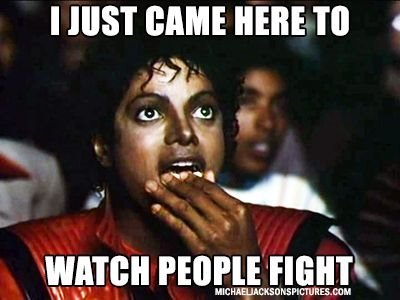 I JUST CAME HERE TO
WATCH PEOPLE FIGHT
MICHAELJACKSONSPICTURES.COM